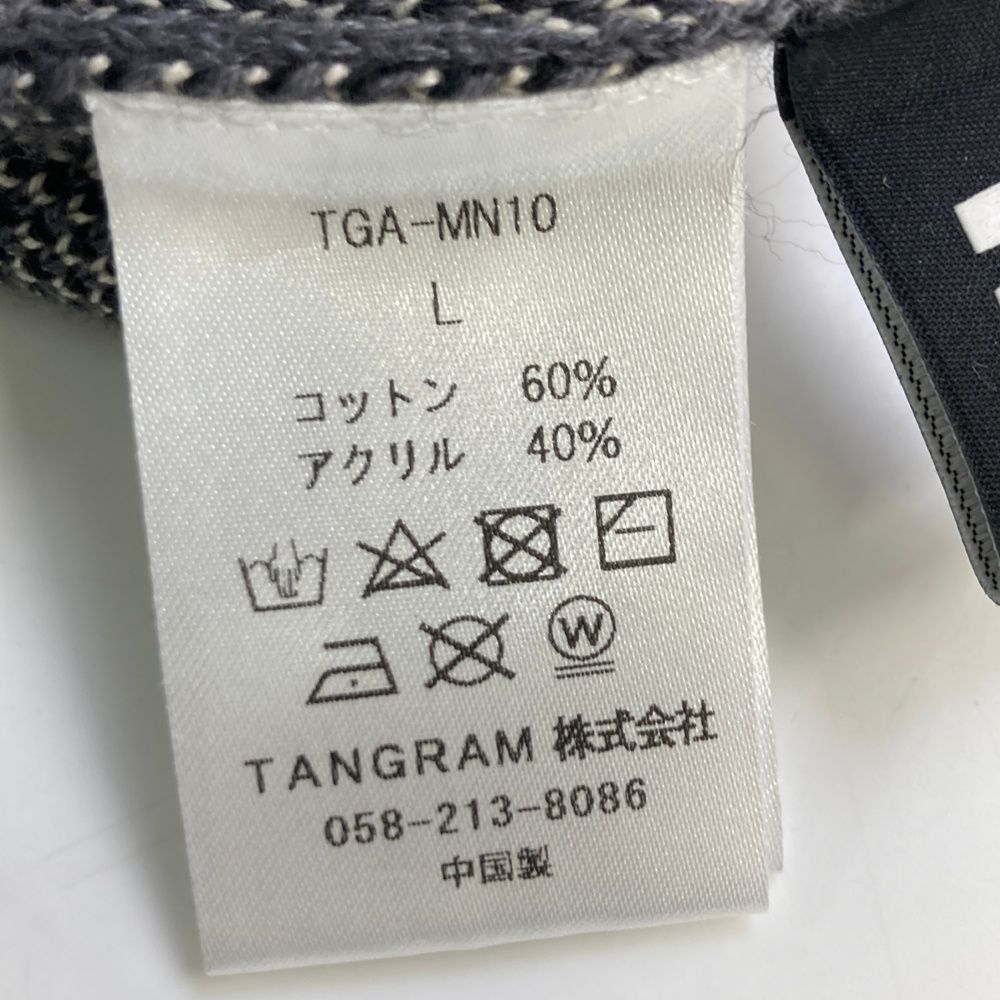 TGA-MN10
L
コットン 60%
アクリル 40%
W
TANGRAM 株式会社
058-213-8086
中国製